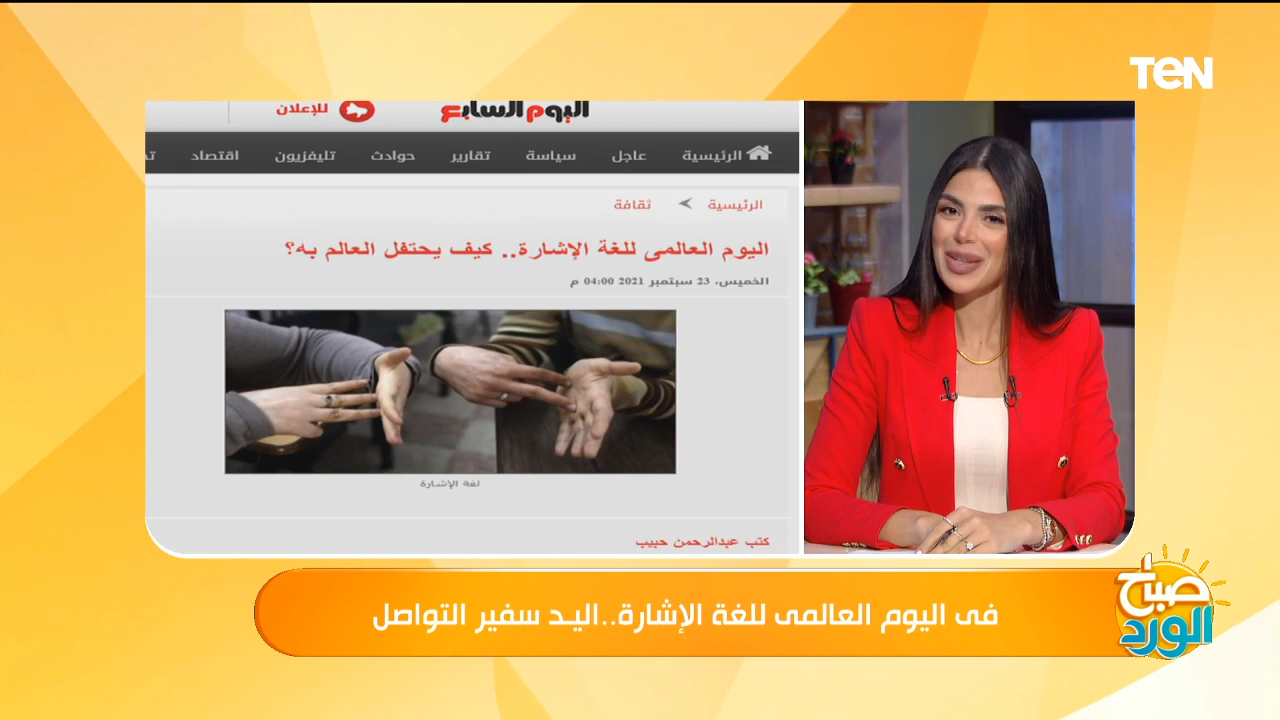 TEN
اليوم السابع
للإعلان
الرئيسية عاجل سياسة تقارير حوادث تليفزيون اقتصاد
الرئيسية ثقافة
اليوم العالمى للغة الإشارة.. كيف يحتفل العالم به؟
الخميس، 23 سبتمبر 2021 04:00 م
لغة الإشارة
كتب عبدالرحمن حبيب
صباح
الورد
فى اليوم العالمى للغة الإشارة..اليد سفير التواصل